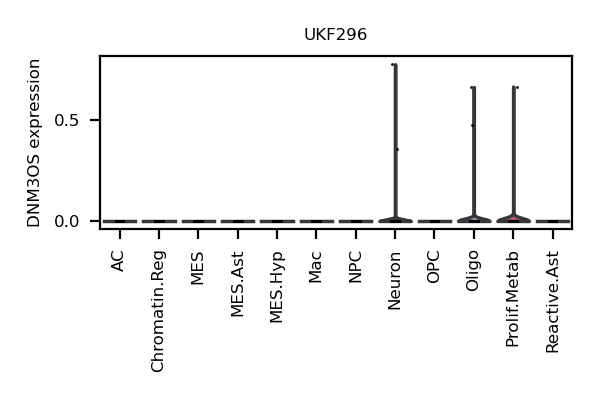 UKF296
DNM3OS expression
0.5
0.0
AC
Chromatin.Reg
MES
MES.Ast
MES.Hyp
Mac
NPC
Neuron
OPC
Oligo
Prolif.Metab
Reactive.Ast